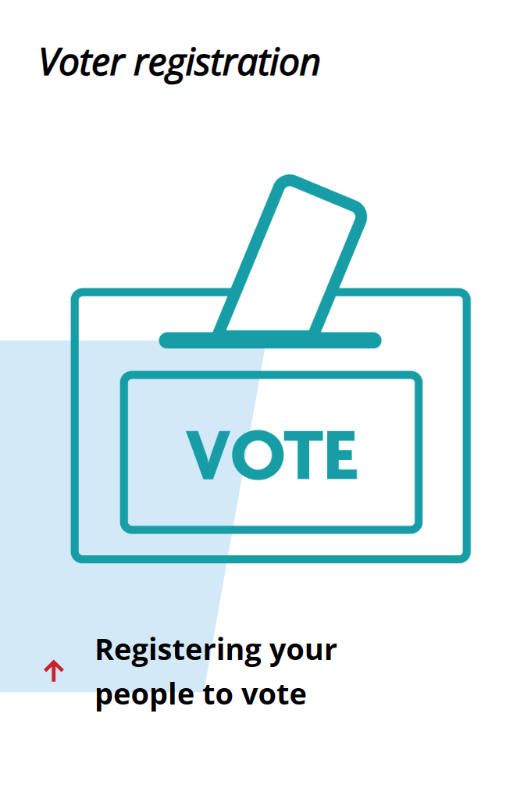 Voter registration
VOTE
Registering your
people to vote